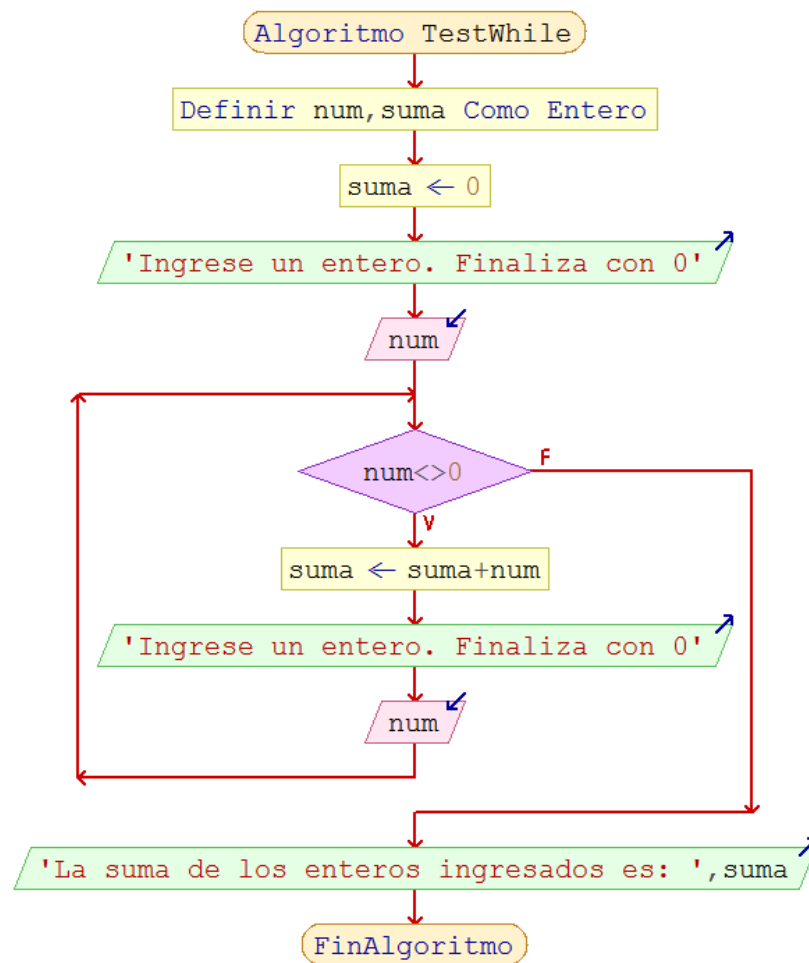 Algoritmo TestWhile
Definir num,suma Como Entero
suma ← 0
'Ingrese un entero. Finaliza con 0'
num
num<>0
F
V
suma ← suma+num
'Ingrese un entero. Finaliza con 0'
num
'La suma de los enteros ingresados es: ',suma
FinAlgoritmo